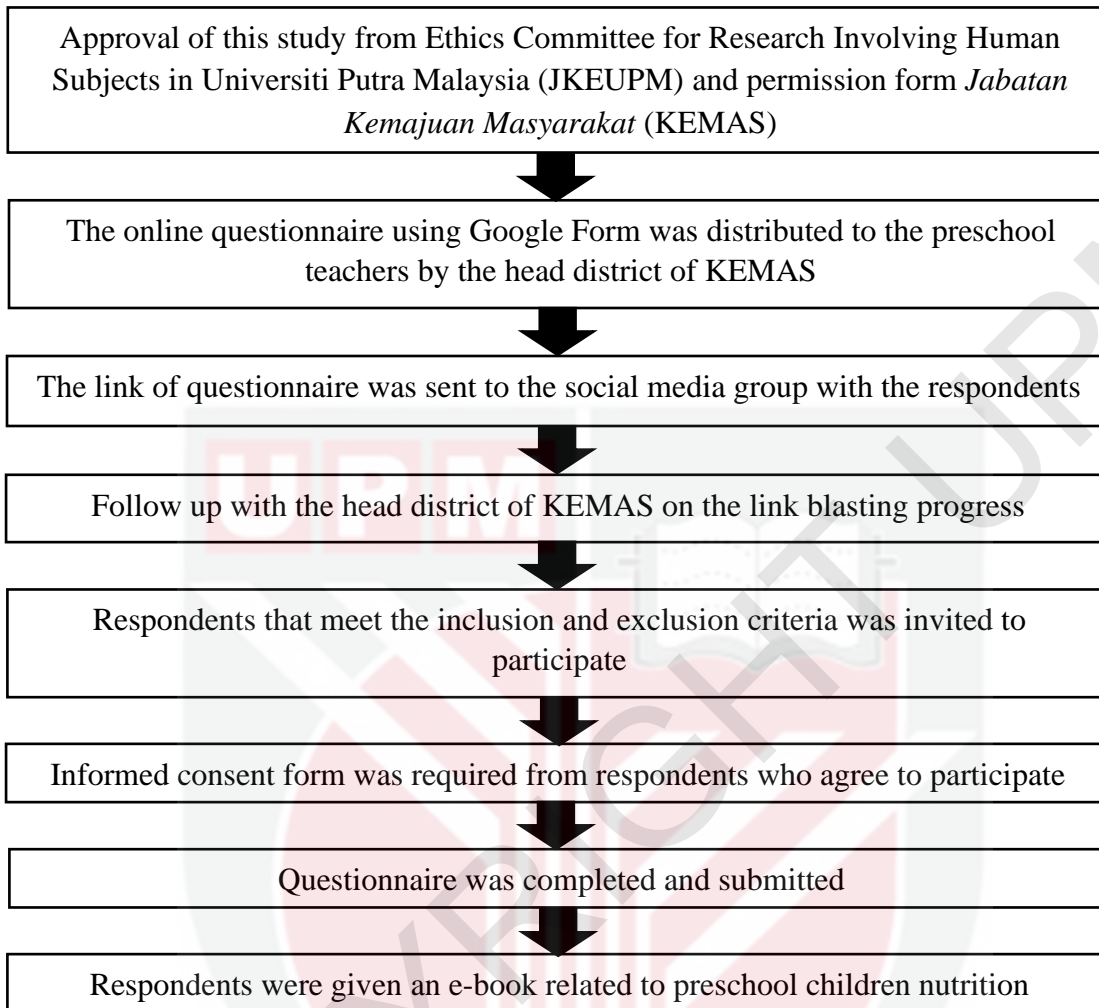 Approval of this study from Ethics Committee for Research Involving Human
Subjects in Universiti Putra Malaysia (JKEUPM) and permission form Jabatan
Kemajuan Masyarakat (KEMAS)
The online questionnaire using Google Form was distributed to the preschool
teachers by the head district of KEMAS
The link of questionnaire was sent to the social media group with the respondents
UPM
Follow up with the head district of KEMAS on the link blasting progress
Respondents that meet the inclusion and exclusion criteria was invited to
participate
Informed consent form was required from respondents who agree to participate
Questionnaire was completed and submitted
Respondents were given an e-book related to preschool children nutrition
YRIGHT UP